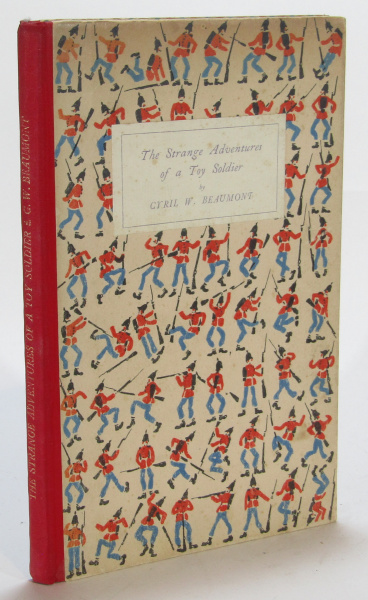 The Strange Adventures
of a Toy Soldier
by
CYRIL W. BEAUMONT
THE STRANGE ADVENTURES OF A TOY SOLDIER C. W. BEAUMONT